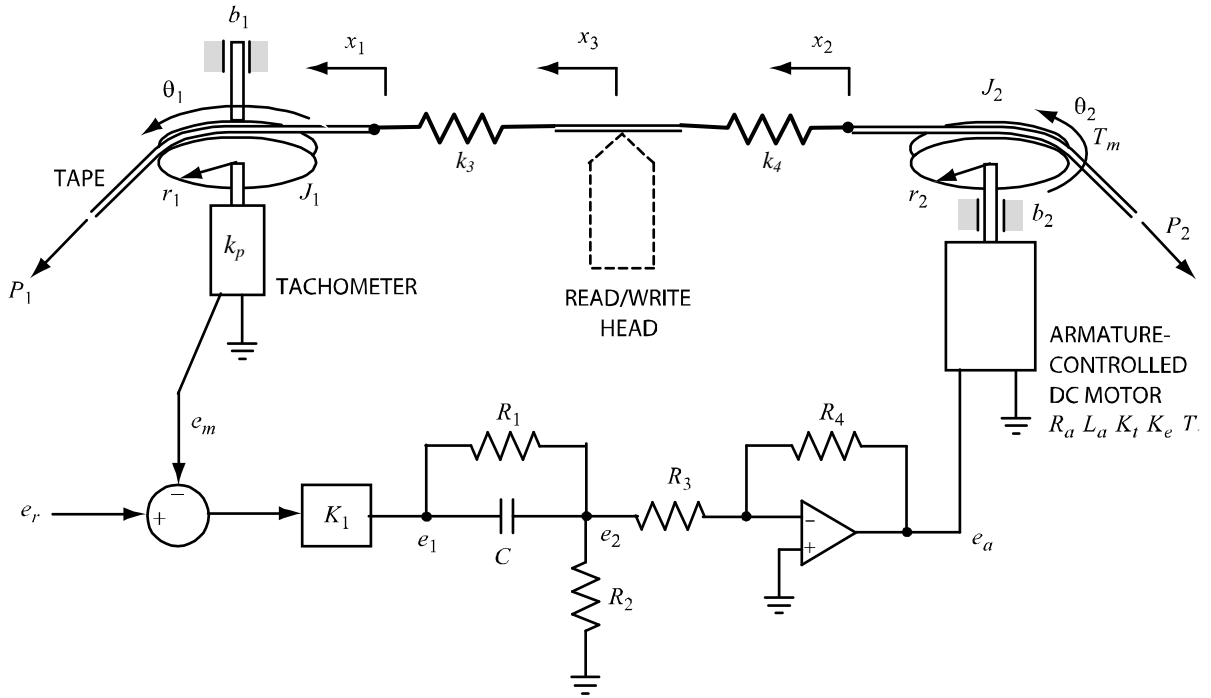 b₁
x₁
x₃
x₂
θ₁
J₂
θ₂
Tₘ
k₃
k₄
TAPE
r₁
J₁
r₂
b₂
P₂
kₚ
P₁
TACHOMETER
READ/WRITE
HEAD
ARMATURE-
CONTROLLED
DC MOTOR
Rₐ Lₐ Kₜ Kₑ T
eₘ
R₁
R₄
R₃
−
eᵣ
+
K₁
e₁
C
e₂
−
+
eₐ
R₂